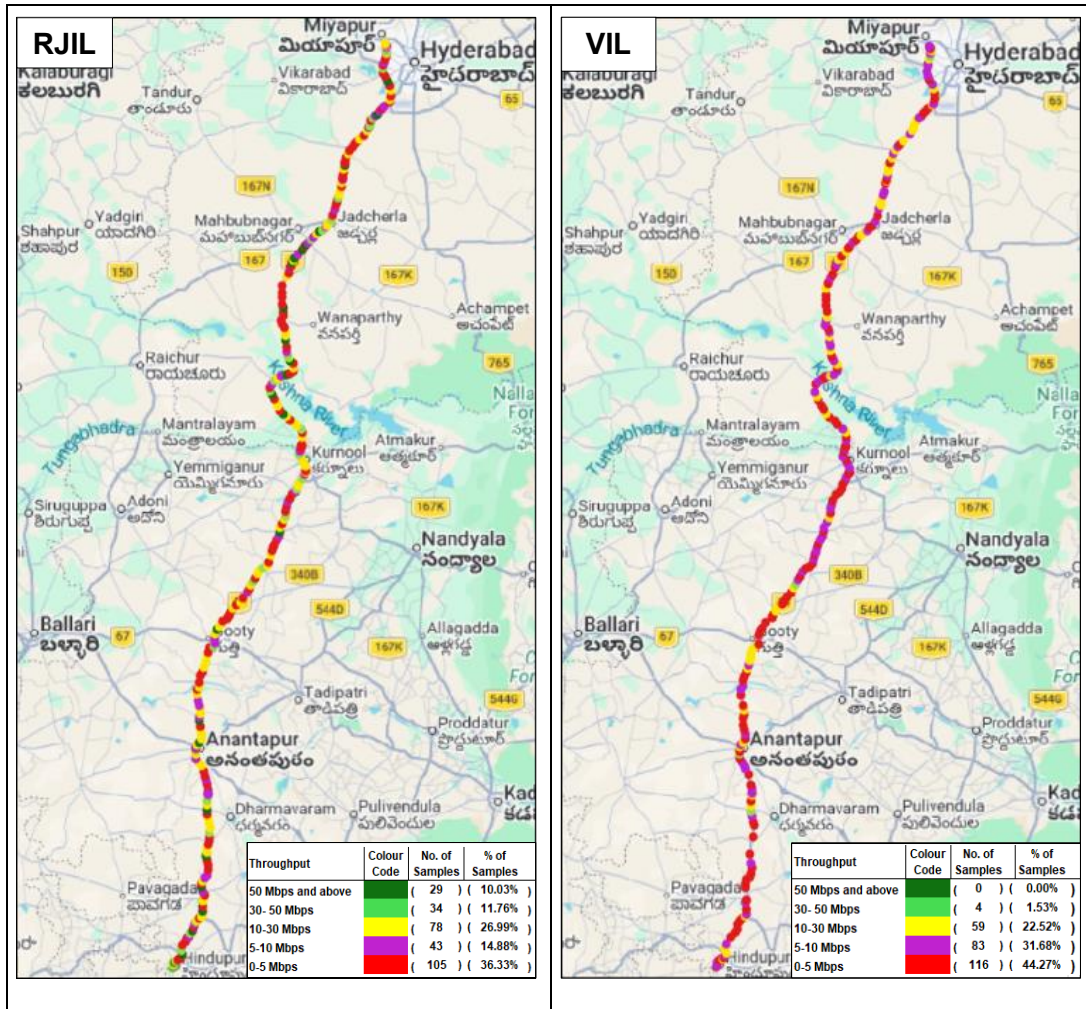 RJIL
Miyapur
మియాపూర్
Hyderabad
హైదరాబాద్
Kalaburagi
ಕಲಬುರಗಿ
Vikarabad
వికారాబాద్
Tandur
తాండూరు
65
167N
Yadgiri
ಯಾದಗಿರಿ
Shahpur
ಶಹಾಪುರ
Mahbubnagar
మహబూబ్‌నగర్
Jadcherla
జడ్చర్ల
150
167
167K
Wanaparthy
వనపర్తి
Achampet
అచంపేట్
Raichur
ರಾಯಚೂರು
765
Krishna River
Nalla
For
Tungabhadra
Mantralayam
మంత్రాలయం
Kurnool
కర్నూలు
Atmakur
ఆత్మకూర్
Yemmiganur
యెమ్మిగనూరు
Siruguppa
ಸಿರುಗುಪ್ಪ
Adoni
ఆదోని
167K
Nandyala
నంద్యాల
340B
544D
Ballari
ಬಳ್ಳಾರಿ
67
Gooty
గుత్తి
Allagadda
ఆళ్లగడ్డ
167K
For
Tadipatri
తాడిపత్రి
544G
Proddatur
ప్రొద్దుటూర్
Anantapur
అనంతపురం
Kad
కడ
Dharmavaram
ధర్మవరం
Pulivendula
పులివెందుల
Pavagada
ಪಾವಗಡ
Hindupur
Throughput Colour Code No. of Samples % of Samples
50 Mbps and above ( 29 ) ( 10.03% )
30- 50 Mbps ( 34 ) ( 11.76% )
10-30 Mbps ( 78 ) ( 26.99% )
5-10 Mbps ( 43 ) ( 14.88% )
0-5 Mbps ( 105 ) ( 36.33% )
VIL
Miyapur
మియాపూర్
Hyderabad
హైదరాబాద్
Kalaburagi
ಕಲಬುರಗಿ
Vikarabad
వికారాబాద్
Tandur
తాండూరు
65
167N
Yadgiri
ಯಾದಗಿರಿ
Shahpur
ಶಹಾಪುರ
Mahbubnagar
మహబూబ్‌నగర్
Jadcherla
జడ్చర్ల
150
167
167K
Wanaparthy
వనపర్తి
Achampet
అచంపేట్
Raichur
ರಾಯಚೂರು
765
Krishna River
Nalla
For
Tungabhadra
Mantralayam
మంత్రాలయం
Kurnool
కర్నూలు
Atmakur
ఆత్మకూర్
Yemmiganur
యెమ్మిగనూరు
Siruguppa
ಸಿರುಗುಪ್ಪ
Adoni
ఆదోని
167K
Nandyala
నంద్యాల
340B
544D
Ballari
ಬಳ್ಳಾರಿ
67
Gooty
గుత్తి
Allagadda
ఆళ్లగడ్డ
167K
For
Tadipatri
తాడిపత్రి
544G
Proddatur
ప్రొద్దుటూర్
Anantapur
అనంతపురం
Kad
కడ
Dharmavaram
ధర్మవరం
Pulivendula
పులివెందుల
Pavagada
ಪಾವಗಡ
Hindupur
Throughput Colour Code No. of Samples % of Samples
50 Mbps and above ( 0 ) ( 0.00% )
30- 50 Mbps ( 4 ) ( 1.53% )
10-30 Mbps ( 59 ) ( 22.52% )
5-10 Mbps ( 83 ) ( 31.68% )
0-5 Mbps ( 116 ) ( 44.27% )